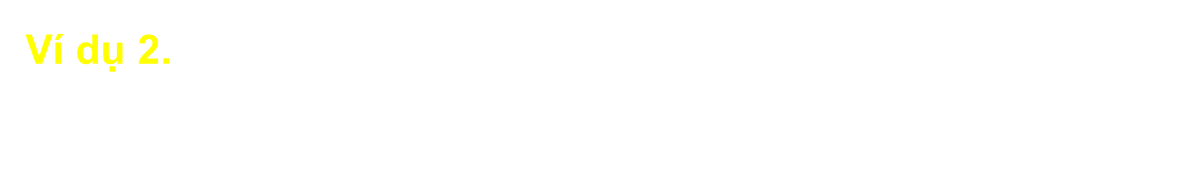 Ví dụ 2.